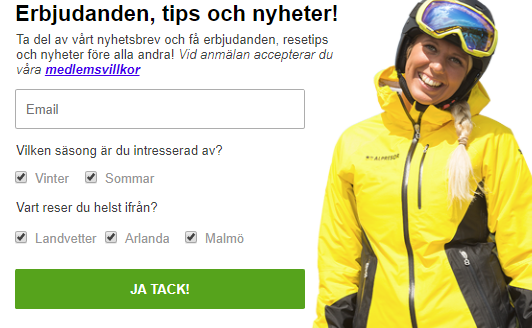 Erbjudanden, tips och nyheter!
Ta del av vårt nyhetsbrev och få erbjudanden, resetips
och nyheter före alla andra! Vid anmälan accepterar du
våra medlemsvillkor
Email
Vilken säsong är du intresserad av?
Vinter Sommar
Vart reser du helst ifrån?
Landvetter Arlanda Malmö
JA TACK!